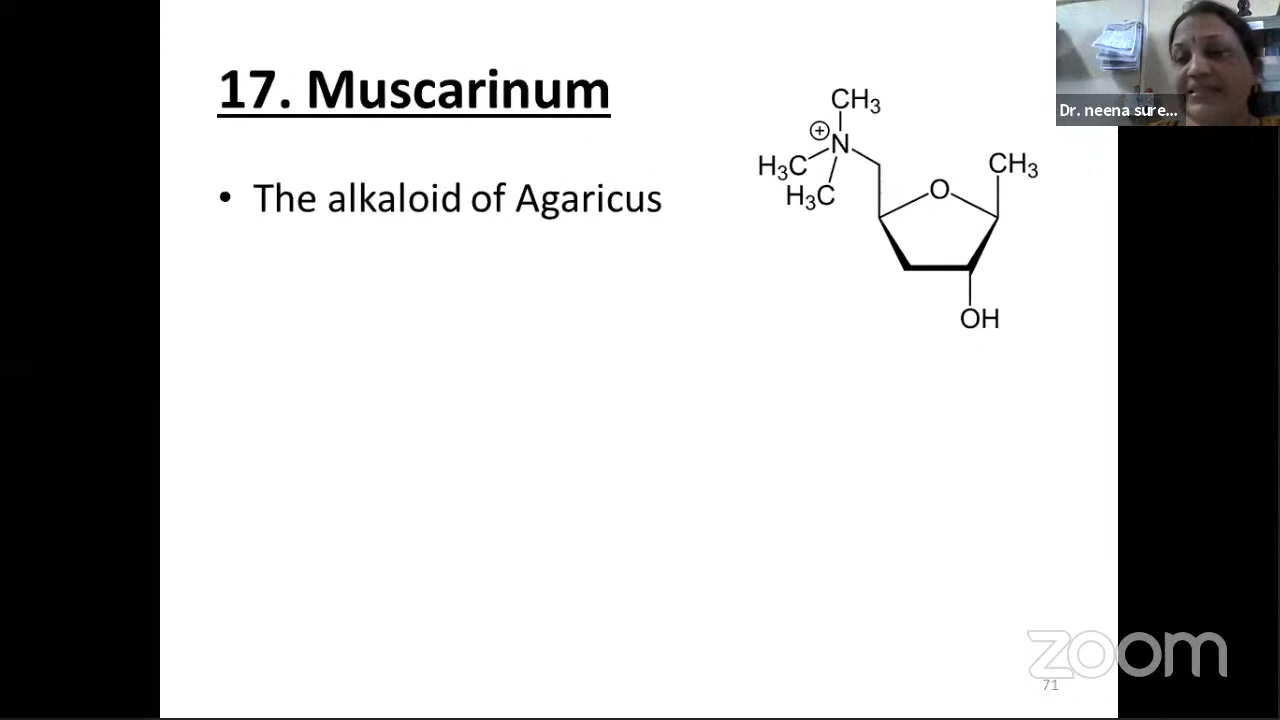 17. Muscarinum
• The alkaloid of Agaricus
CH3
⊕
N
H3C
H3C
O
CH3
OH
Dr. neena sure...
zoom
71